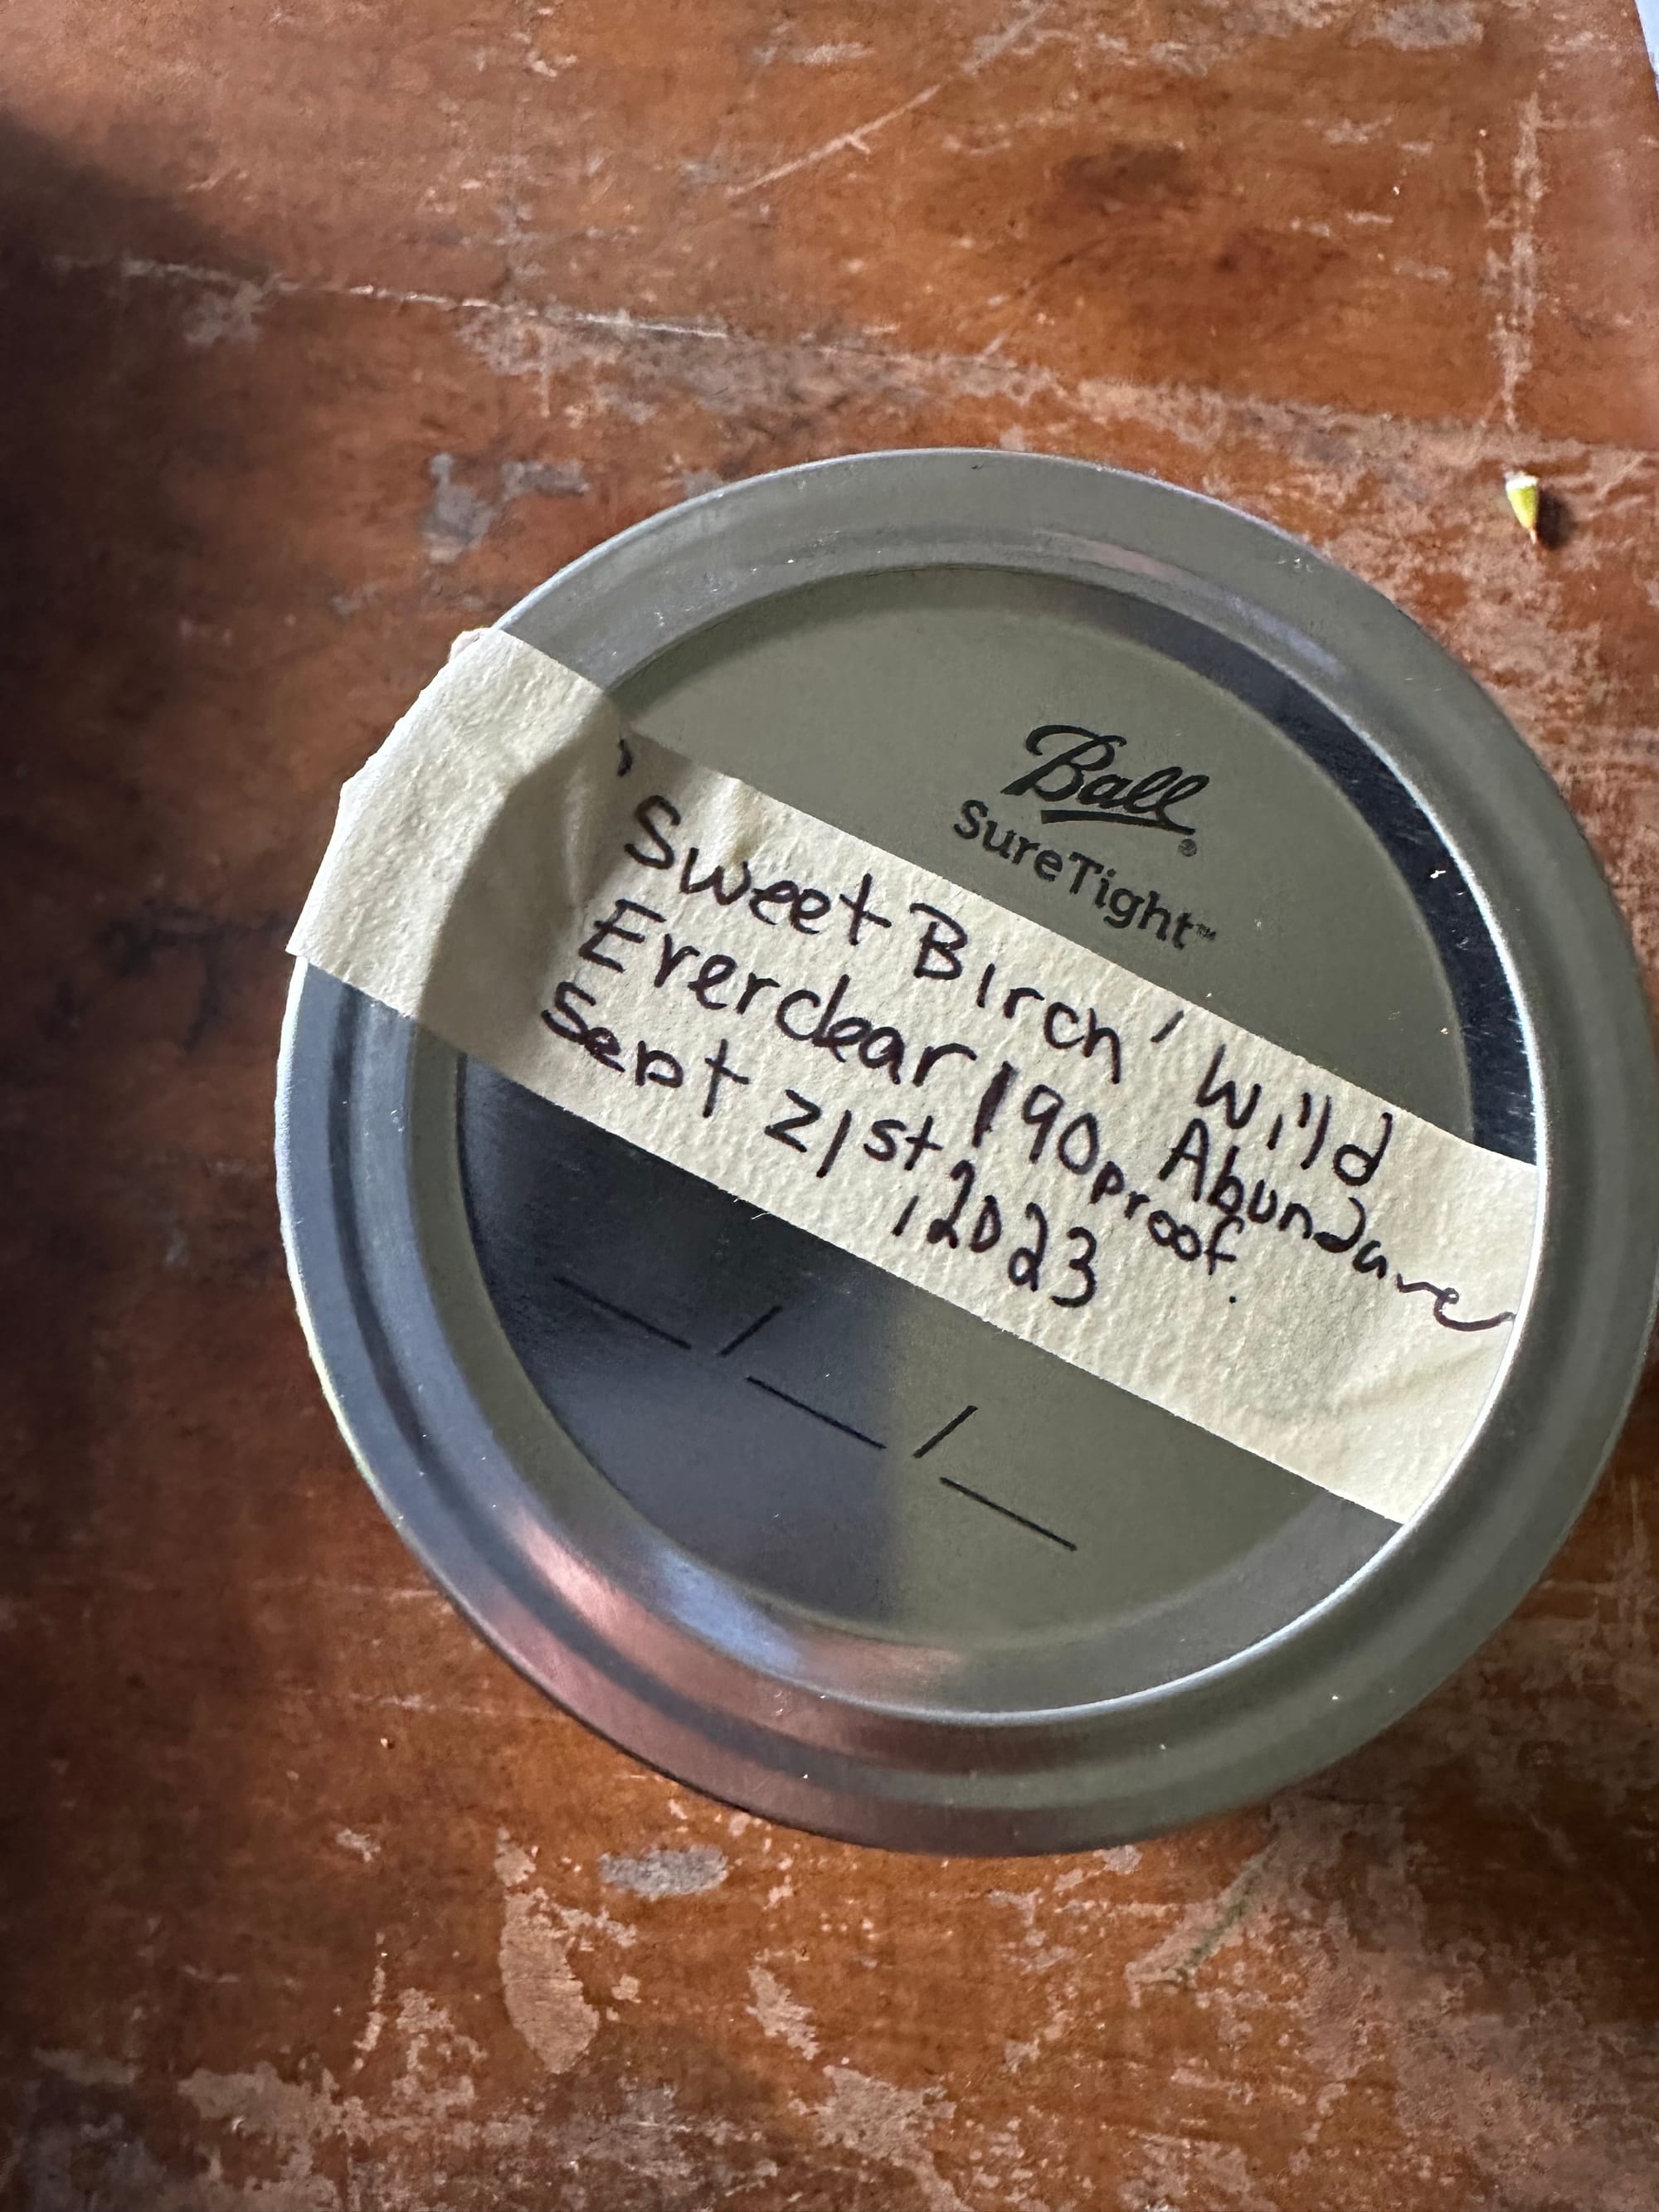 Ball®
SureTight™
'Sweet Birch' Wild
Abundance
Everclear 190 proof.
Sept 21st, 2023
_/_/_